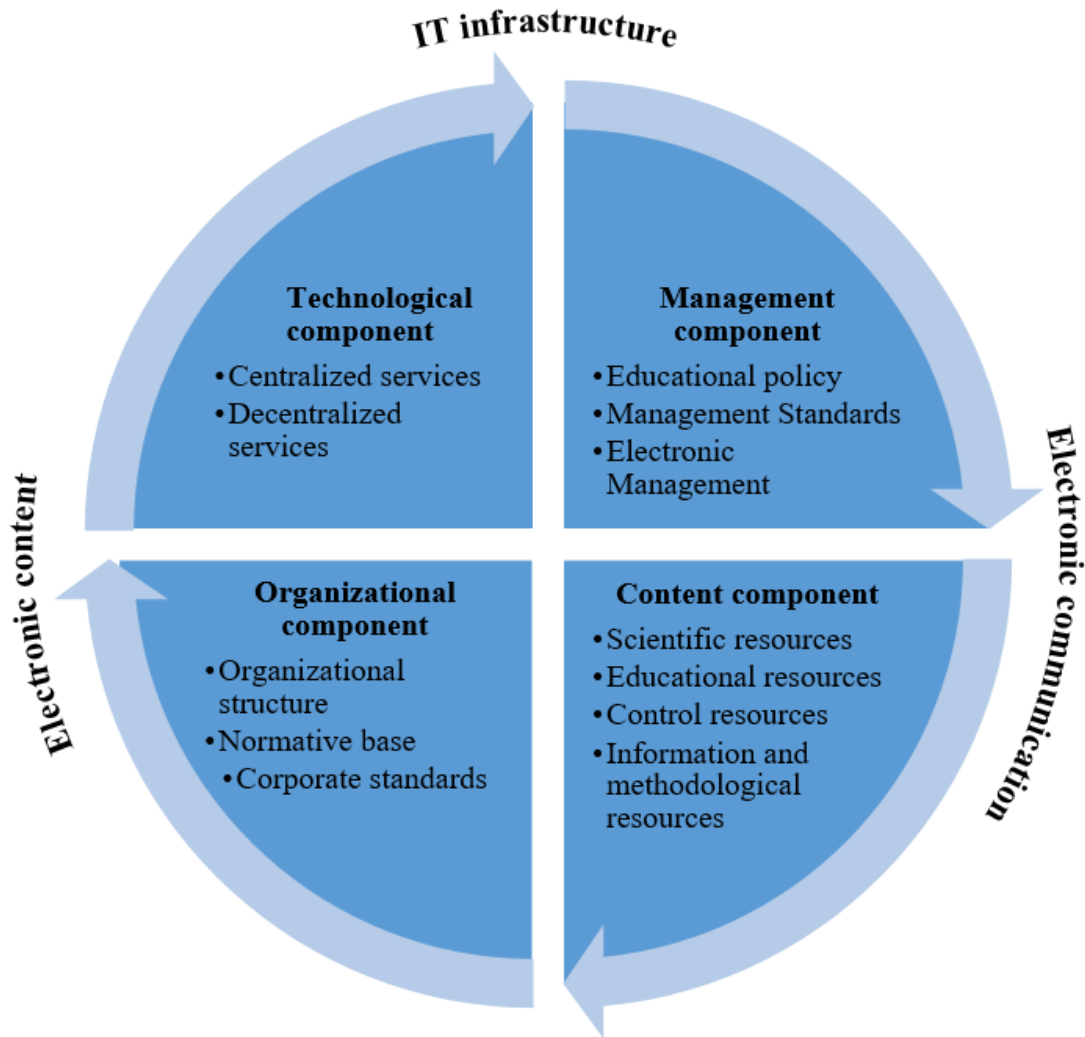 IT infrastructure
Technological
component
•Centralized services
•Decentralized
services
Management
component
•Educational policy
•Management Standards
•Electronic
Management
Electronic communication
Electronic content
Organizational
component
•Organizational
structure
•Normative base
•Corporate standards
Content component
•Scientific resources
•Educational resources
•Control resources
•Information and
methodological
resources